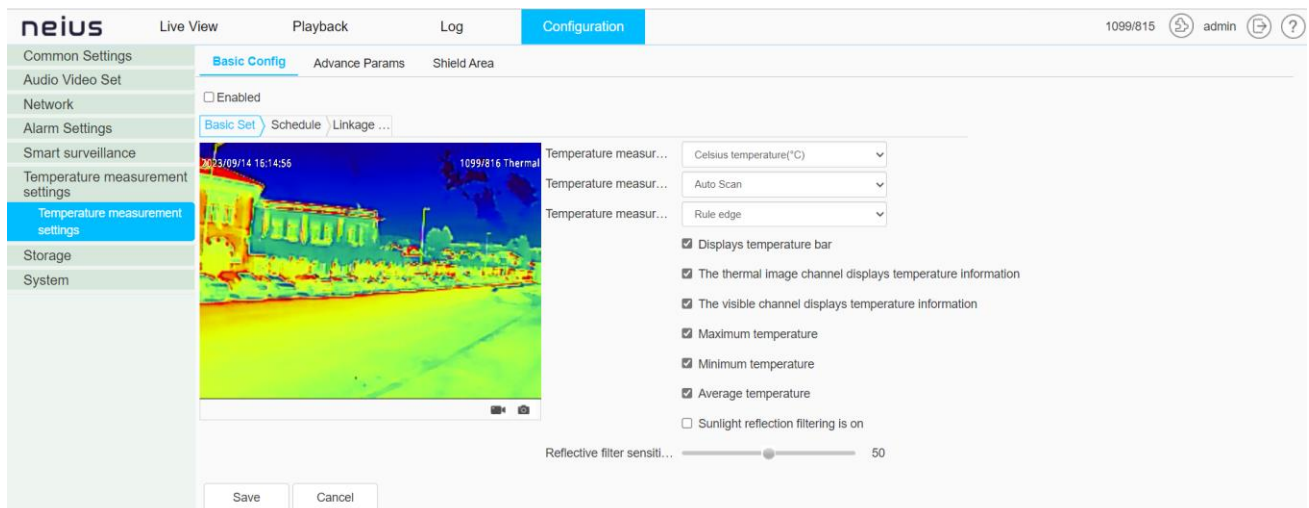 neius Live View Playback Log Configuration 1099/815 admin ?
Common Settings
Audio Video Set
Network
Alarm Settings
Smart surveillance
Temperature measurement
settings
Temperature measurement
settings
Storage
System
Basic Config Advance Params Shield Area
Enabled
Basic Set Schedule Linkage ...
2023/09/14 16:14:56 1099/816 Thermal
Temperature measur... Celsius temperature(°C)
Temperature measur... Auto Scan
Temperature measur... Rule edge
Displays temperature bar
The thermal image channel displays temperature information
The visible channel displays temperature information
Maximum temperature
Minimum temperature
Average temperature
Sunlight reflection filtering is on
Reflective filter sensiti... 50
Save Cancel